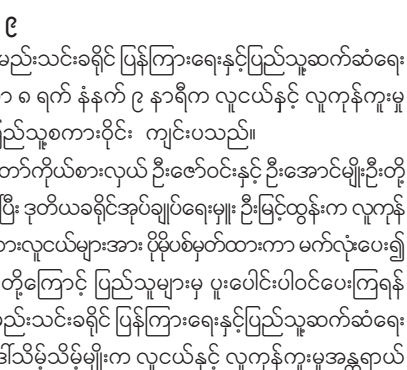 ၉
မည်းသင်းခရိုင် ပြန်ကြားရေးနှင့်ပြည်သူ့ဆက်ဆံရေး
၈ ရက် နံနက် ၉ နာရီက လူငယ်နှင့် လူကုန်ကူးမှု
ပြည်သူ့စကားဝိုင်း ကျင်းပသည်။
တော်ကိုယ်စားလှယ် ဦးဇော်ဝင်းနှင့် ဦးအောင်မျိုးဦးတို့
ပြီး ဒုတိယခရိုင်အုပ်ချုပ်ရေးမှူး ဦးမြင့်ထွန်းက လူကုန်
ားလူငယ်များအား ပိုမိုပစ်မှတ်ထားကာ မက်လုံးပေး၍
တို့ကြောင့် ပြည်သူများမှ ပူးပေါင်းပါဝင်ပေးကြရန်
မည်းသင်းခရိုင် ပြန်ကြားရေးနှင့်ပြည်သူ့ဆက်ဆံရေး
ဒေါ်သိမ့်သိမ့်မျိုးက လူငယ်နှင့် လူကုန်ကူးမှုအန္တရာယ်